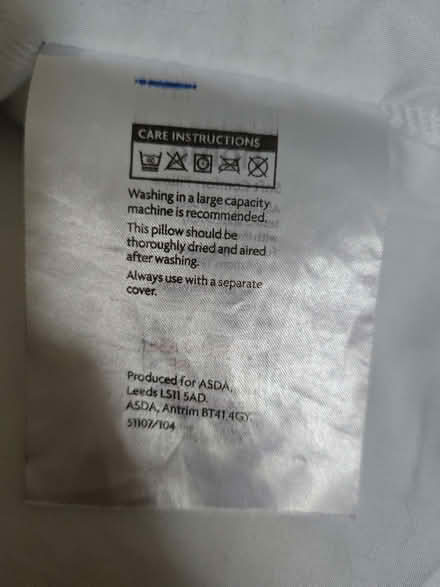 CARE INSTRUCTIONS
Washing in a large capacity
machine is recommended.
This pillow should be
thoroughly dried and aired
after washing.
Always use with a separate
cover.
Produced for ASDA,
Leeds LS11 5AD.
ASDA, Antrim BT41 4GY.
51107/104